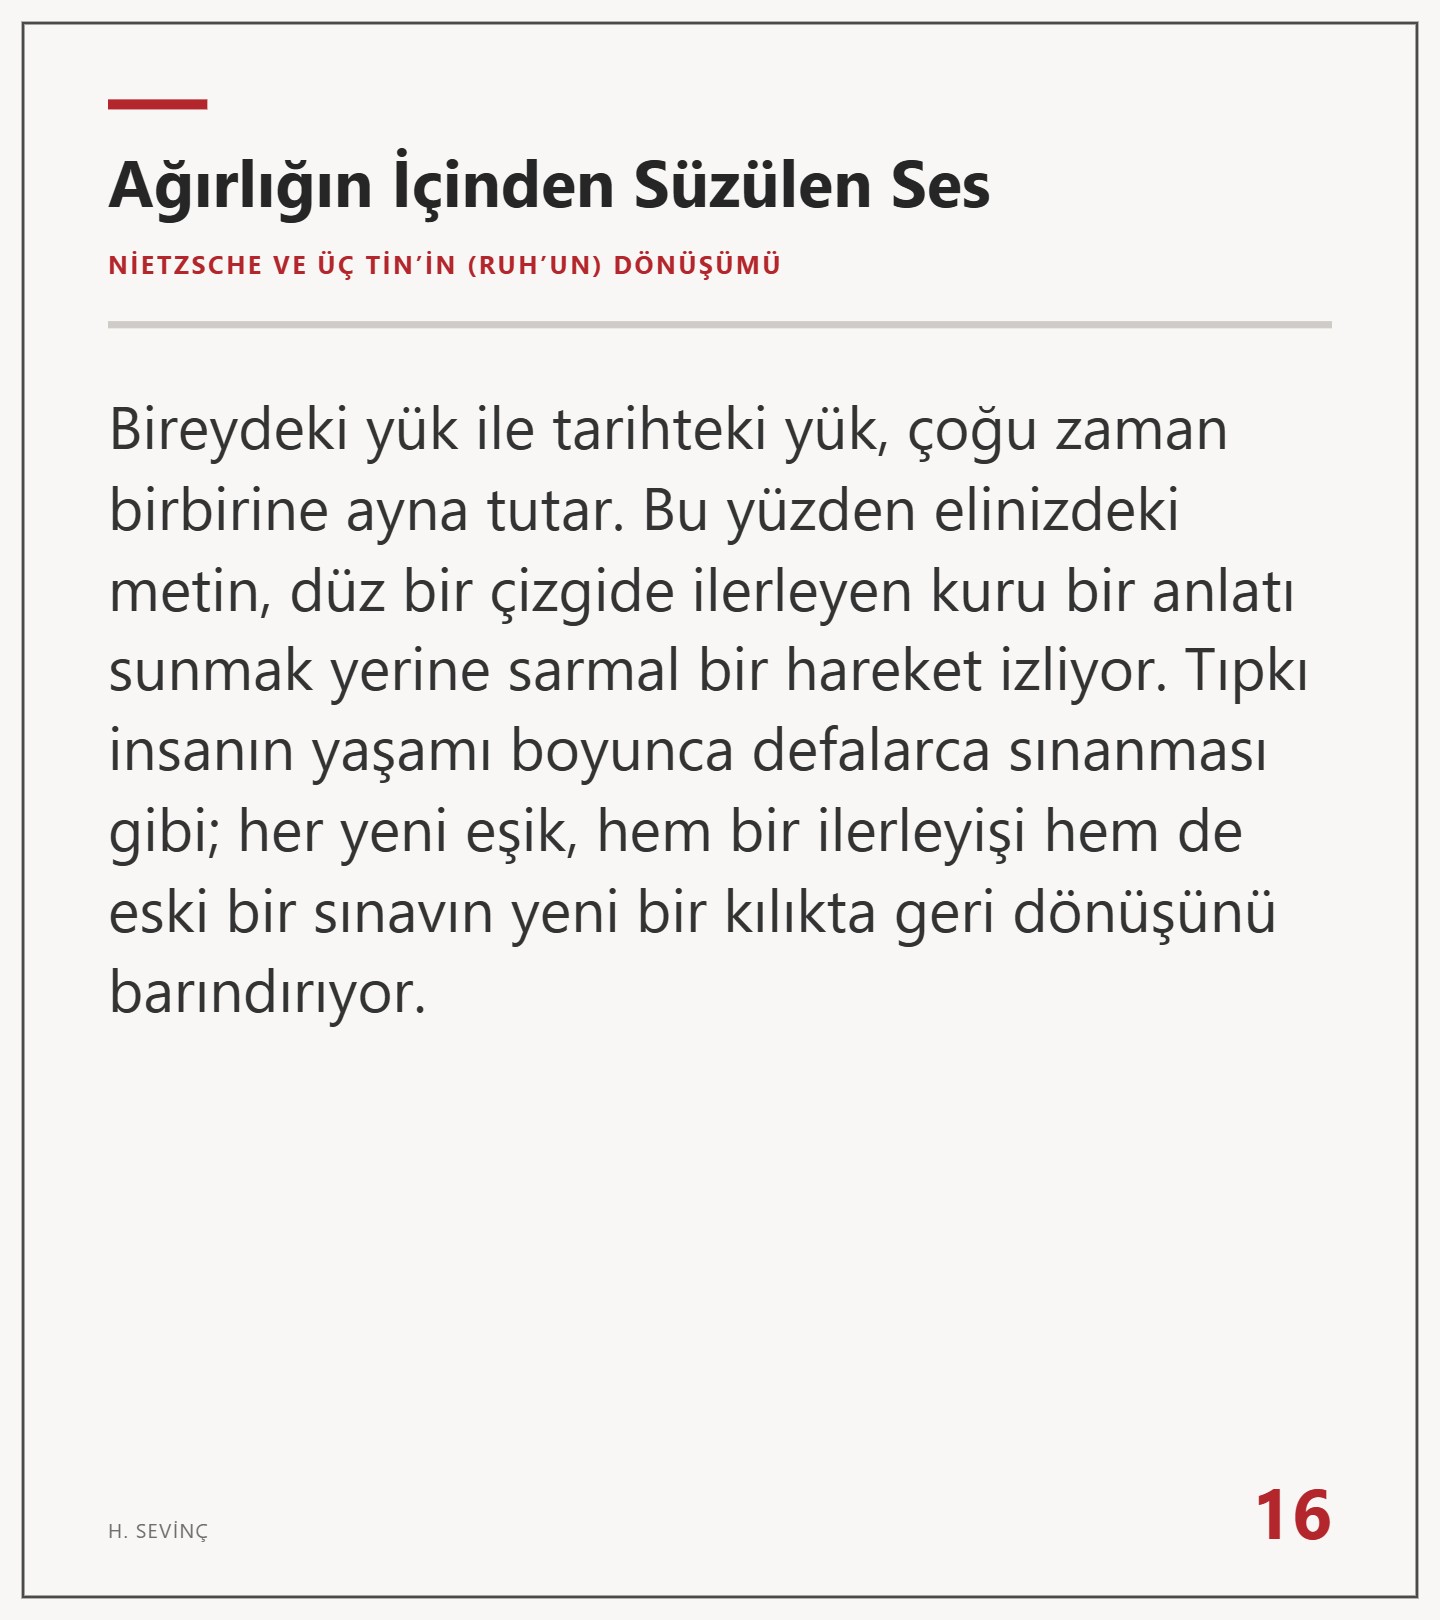 Ağırlığın İçinden Süzülen Ses
NİETZSCHE VE ÜÇ TİN’İN (RUH’UN) DÖNÜŞÜMÜ
Bireydeki yük ile tarihteki yük, çoğu zaman
birbirine ayna tutar. Bu yüzden elinizdeki
metin, düz bir çizgide ilerleyen kuru bir anlatı
sunmak yerine sarmal bir hareket izliyor. Tıpkı
insanın yaşamı boyunca defalarca sınanması
gibi; her yeni eşik, hem bir ilerleyişi hem de
eski bir sınavın yeni bir kılıkta geri dönüşünü
barındırıyor.
H. SEVİNÇ
16